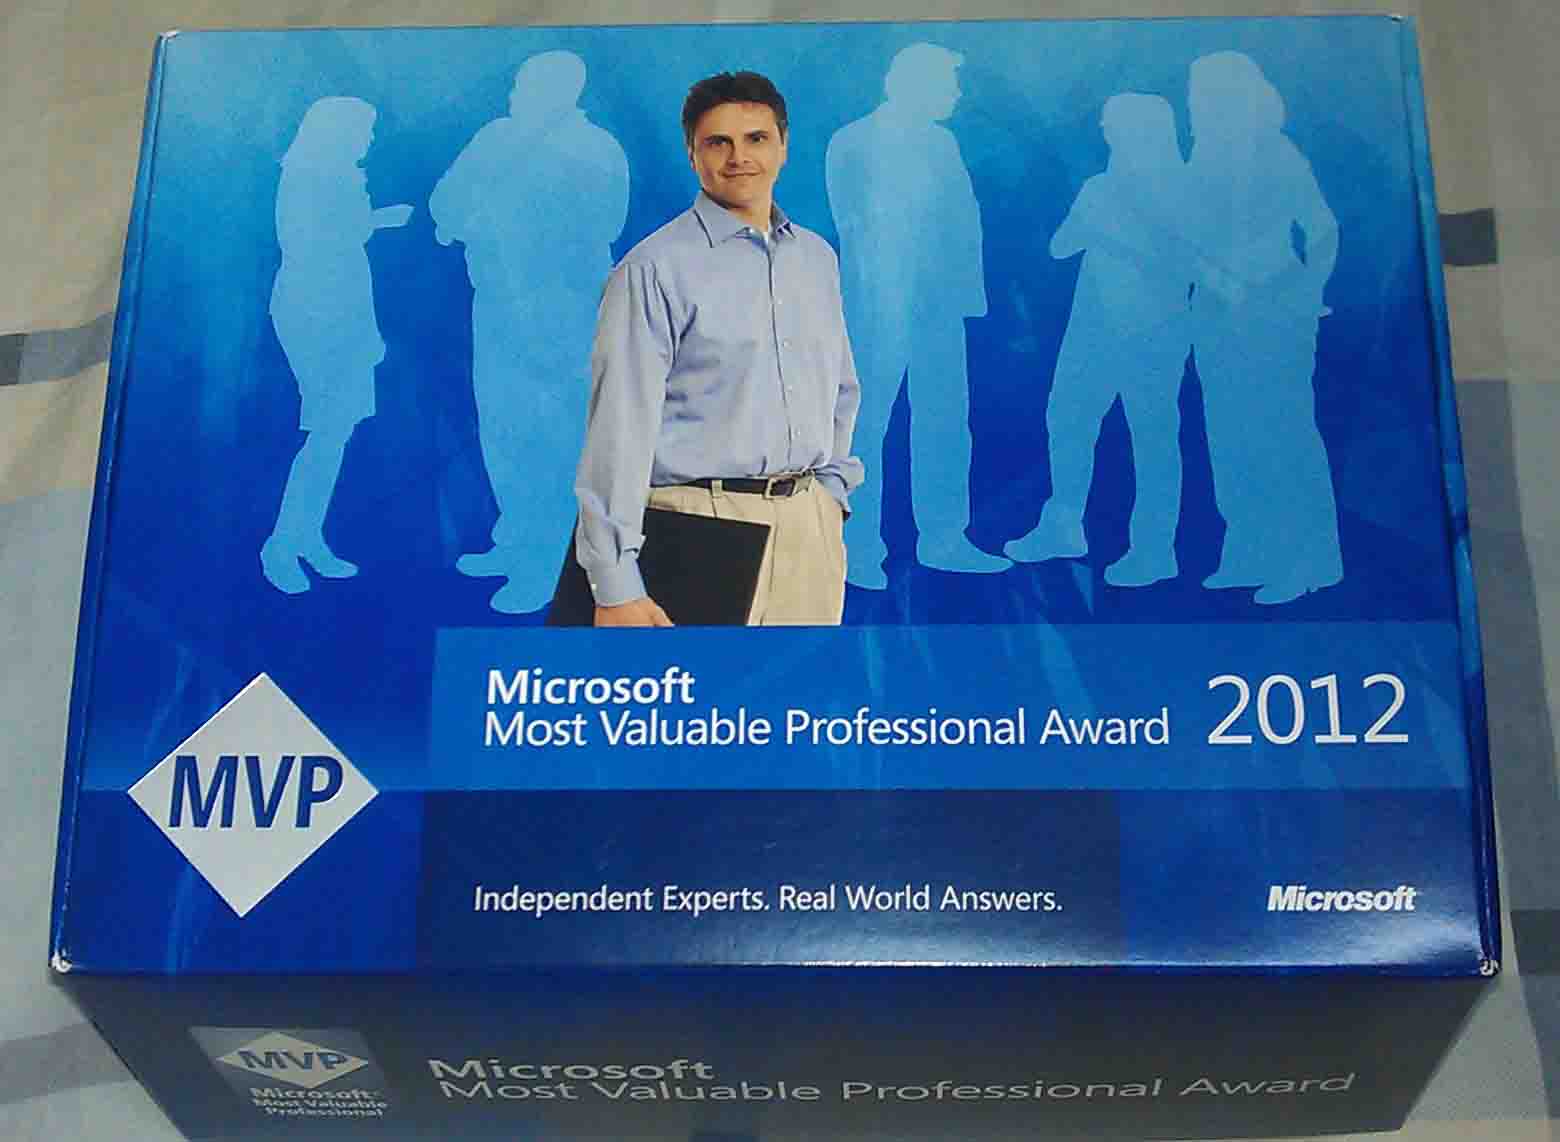 Microsoft
Most Valuable Professional Award 2012
MVP
Independent Experts. Real World Answers.
Microsoft
MVP
Microsoft
Most Valuable
Professional
Microsoft
Most Valuable Professional Award